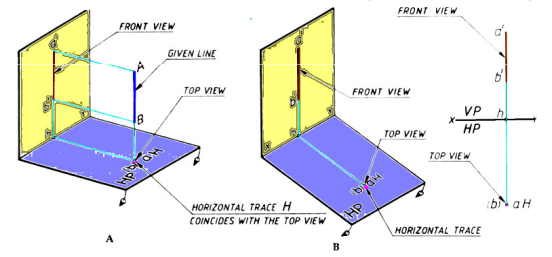 FRONT VIEW
GIVEN LINE
A
TOP VIEW
B
a H
(b)
HP
HORIZONTAL TRACE H
COINCIDES WITH THE TOP VIEW
A
FRONT VIEW
TOP VIEW
a H
(b)
HP
HORIZONTAL TRACE
B
FRONT VIEW
a'
b'
VP
X h
HP
TOP VIEW
(b) a H